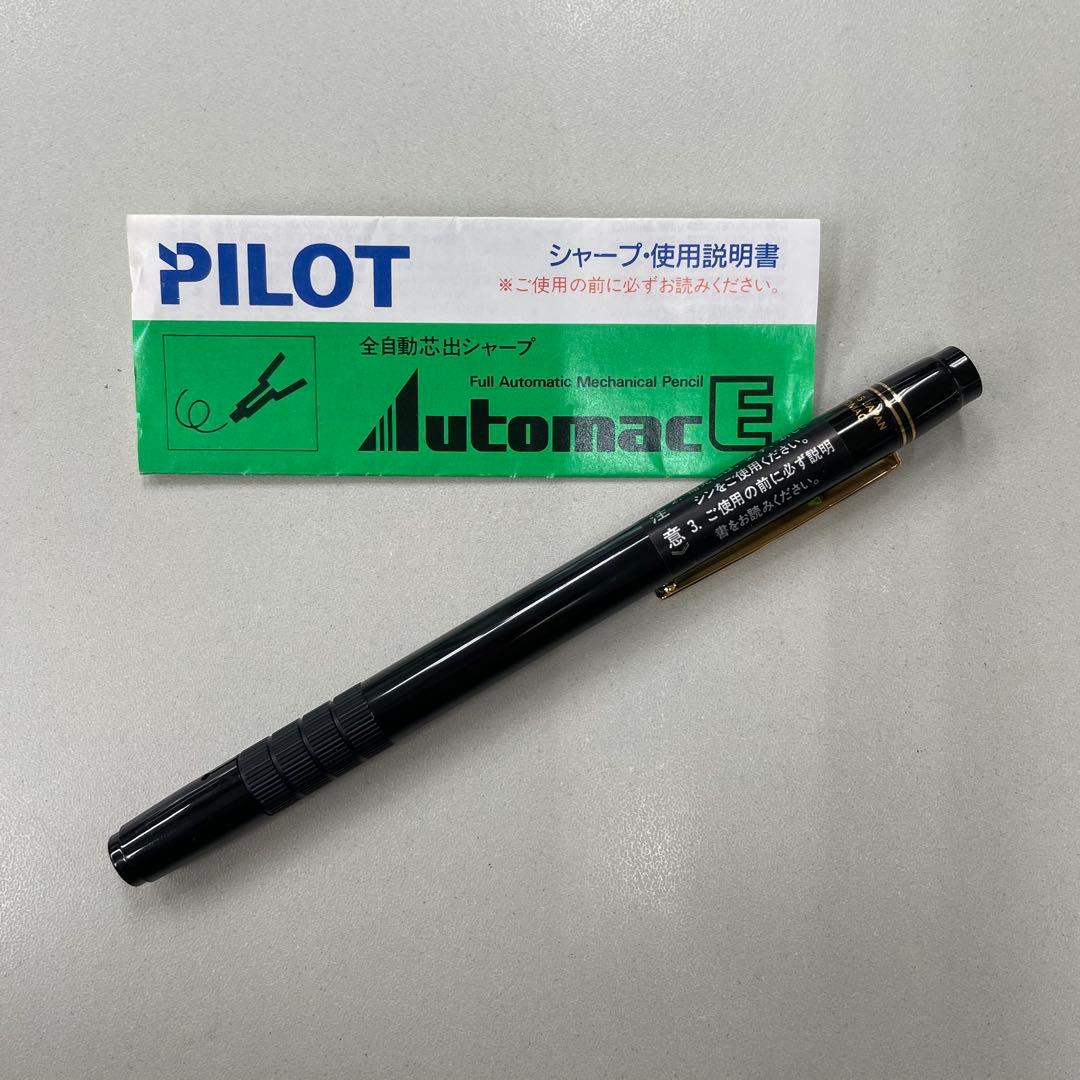 PILOT
シャープ・使用説明書
※ご使用の前に必ずお読みください。
全自動芯出シャープ
Full Automatic Mechanical Pencil
Automac E
JAPAN
シンをご使用ください。
注意》 3. ご使用の前に必ず説明
書をお読みください。